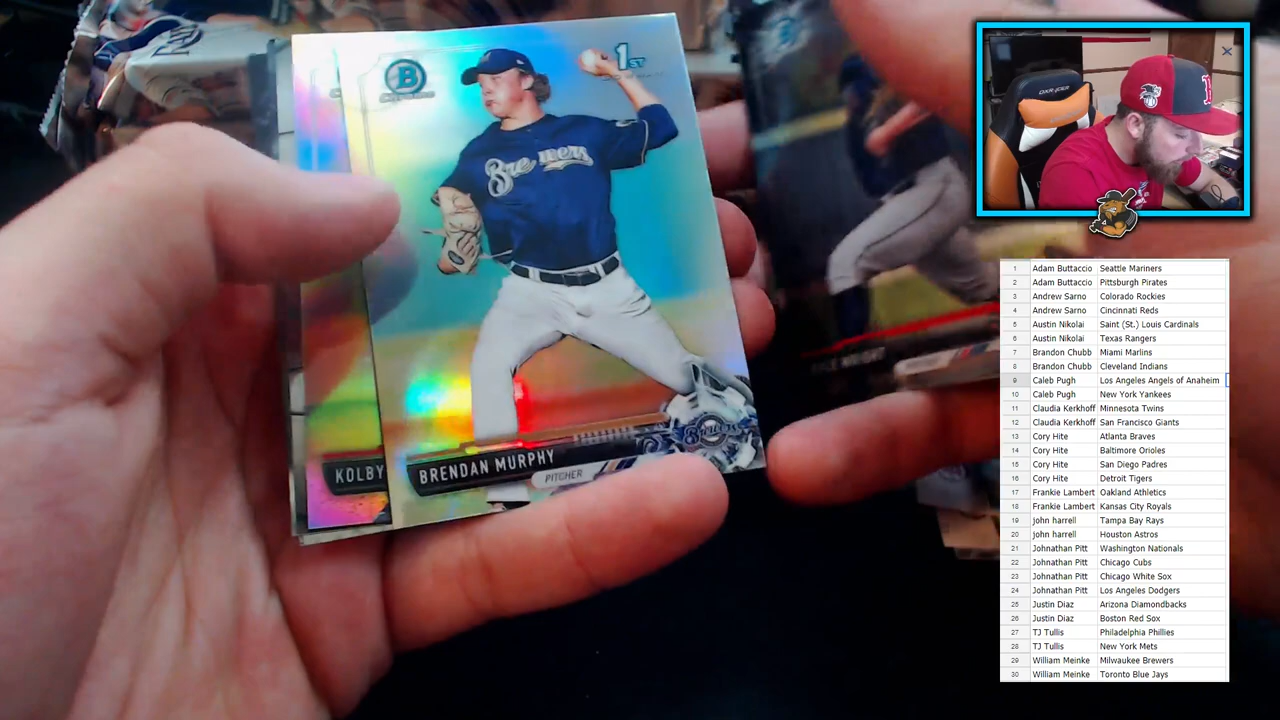 B
1ST
Brewers
KOLBY
BRENDAN MURPHY
PITCHER
Brewers
WRIGHT
DXRACER
1 Adam Buttaccio Seattle Mariners
2 Adam Buttaccio Pittsburgh Pirates
3 Andrew Sarno Colorado Rockies
4 Andrew Sarno Cincinnati Reds
5 Austin Nikolai Saint (St.) Louis Cardinals
6 Austin Nikolai Texas Rangers
7 Brandon Chubb Miami Marlins
8 Brandon Chubb Cleveland Indians
9 Caleb Pugh Los Angeles Angels of Anaheim
10 Caleb Pugh New York Yankees
11 Claudia Kerkhoff Minnesota Twins
12 Claudia Kerkhoff San Francisco Giants
13 Cory Hite Atlanta Braves
14 Cory Hite Baltimore Orioles
15 Cory Hite San Diego Padres
16 Cory Hite Detroit Tigers
17 Frankie Lambert Oakland Athletics
18 Frankie Lambert Kansas City Royals
19 john harrell Tampa Bay Rays
20 john harrell Houston Astros
21 Johnathan Pitt Washington Nationals
22 Johnathan Pitt Chicago Cubs
23 Johnathan Pitt Chicago White Sox
24 Johnathan Pitt Los Angeles Dodgers
25 Justin Diaz Arizona Diamondbacks
26 Justin Diaz Boston Red Sox
27 TJ Tullis Philadelphia Phillies
28 TJ Tullis New York Mets
29 William Meinke Milwaukee Brewers
30 William Meinke Toronto Blue Jays